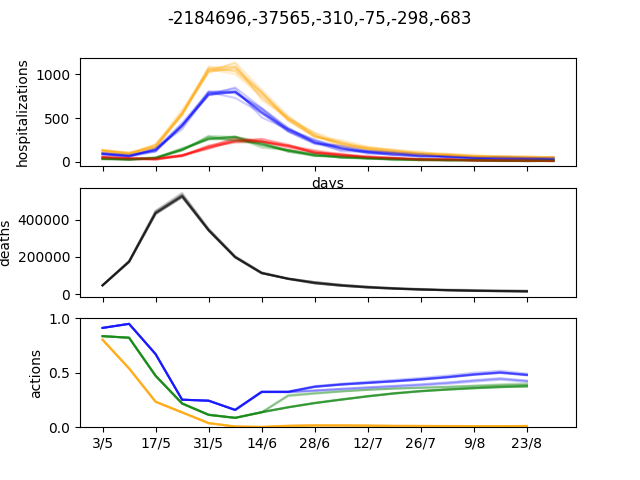 -2184696,-37565,-310,-75,-298,-683
hospitalizations
1000
500
0
days
deaths
400000
200000
0
actions
1.0
0.5
0.0
3/5 17/5 31/5 14/6 28/6 12/7 26/7 9/8 23/8